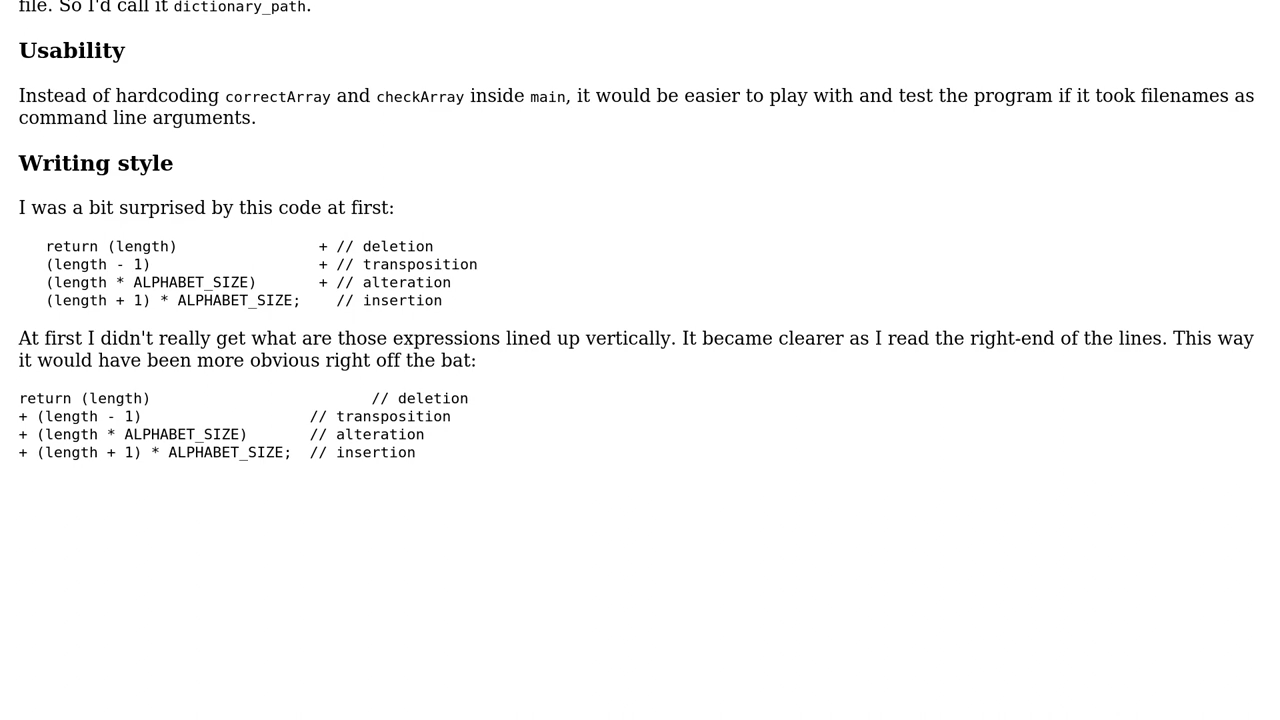 file. So I'd call it dictionary_path.
Usability
Instead of hardcoding correctArray and checkArray inside main, it would be easier to play with and test the program if it took filenames as
command line arguments.
Writing style
I was a bit surprised by this code at first:
return (length)                + // deletion
(length - 1)                   + // transposition
(length * ALPHABET_SIZE)       + // alteration
(length + 1) * ALPHABET_SIZE;    // insertion
At first I didn't really get what are those expressions lined up vertically. It became clearer as I read the right-end of the lines. This way
it would have been more obvious right off the bat:
return (length)                         // deletion
+ (length - 1)                   // transposition
+ (length * ALPHABET_SIZE)       // alteration
+ (length + 1) * ALPHABET_SIZE;  // insertion